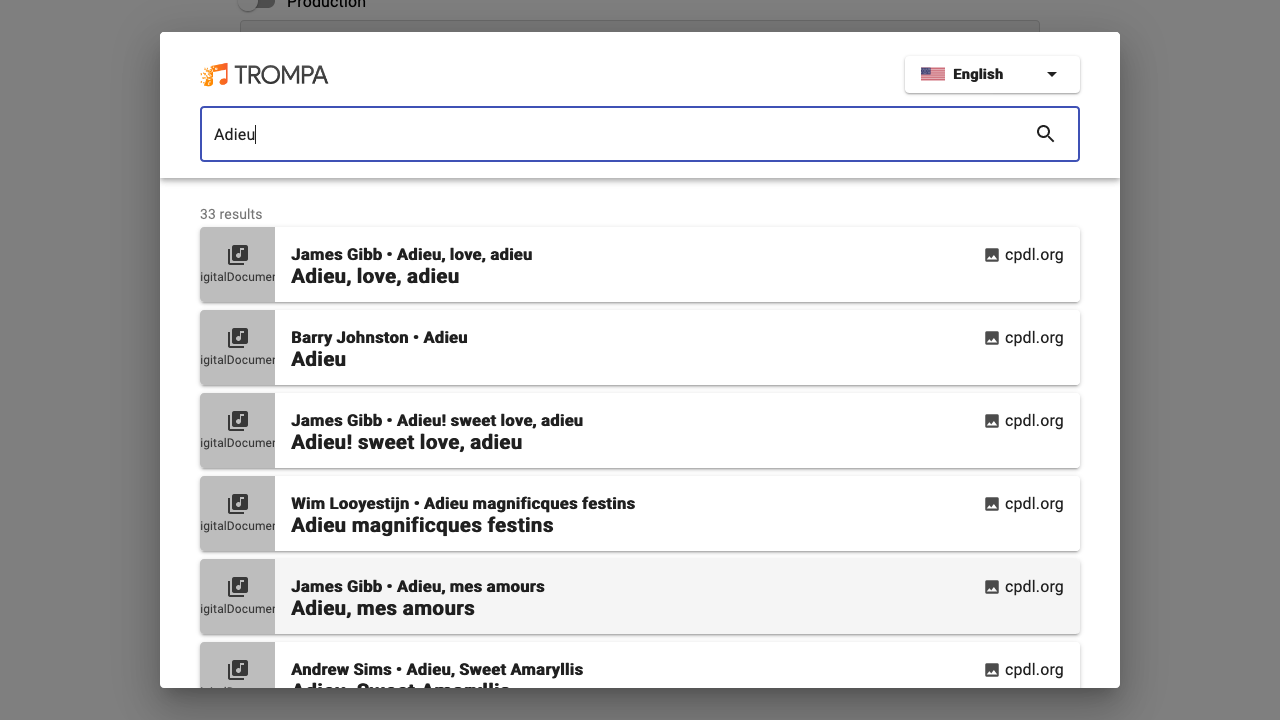 Production
TROMPA
English
Adieu
33 results
James Gibb • Adieu, love, adieu
cpdl.org
igitalDocumen
Adieu, love, adieu
Barry Johnston • Adieu
cpdl.org
igitalDocumen
Adieu
James Gibb • Adieu! sweet love, adieu
cpdl.org
igitalDocumen
Adieu! sweet love, adieu
Wim Looyestijn • Adieu magnificques festins
cpdl.org
igitalDocumen
Adieu magnificques festins
James Gibb • Adieu, mes amours
cpdl.org
igitalDocumen
Adieu, mes amours
Andrew Sims • Adieu, Sweet Amaryllis
cpdl.org
Adieu, Sweet Amaryllis